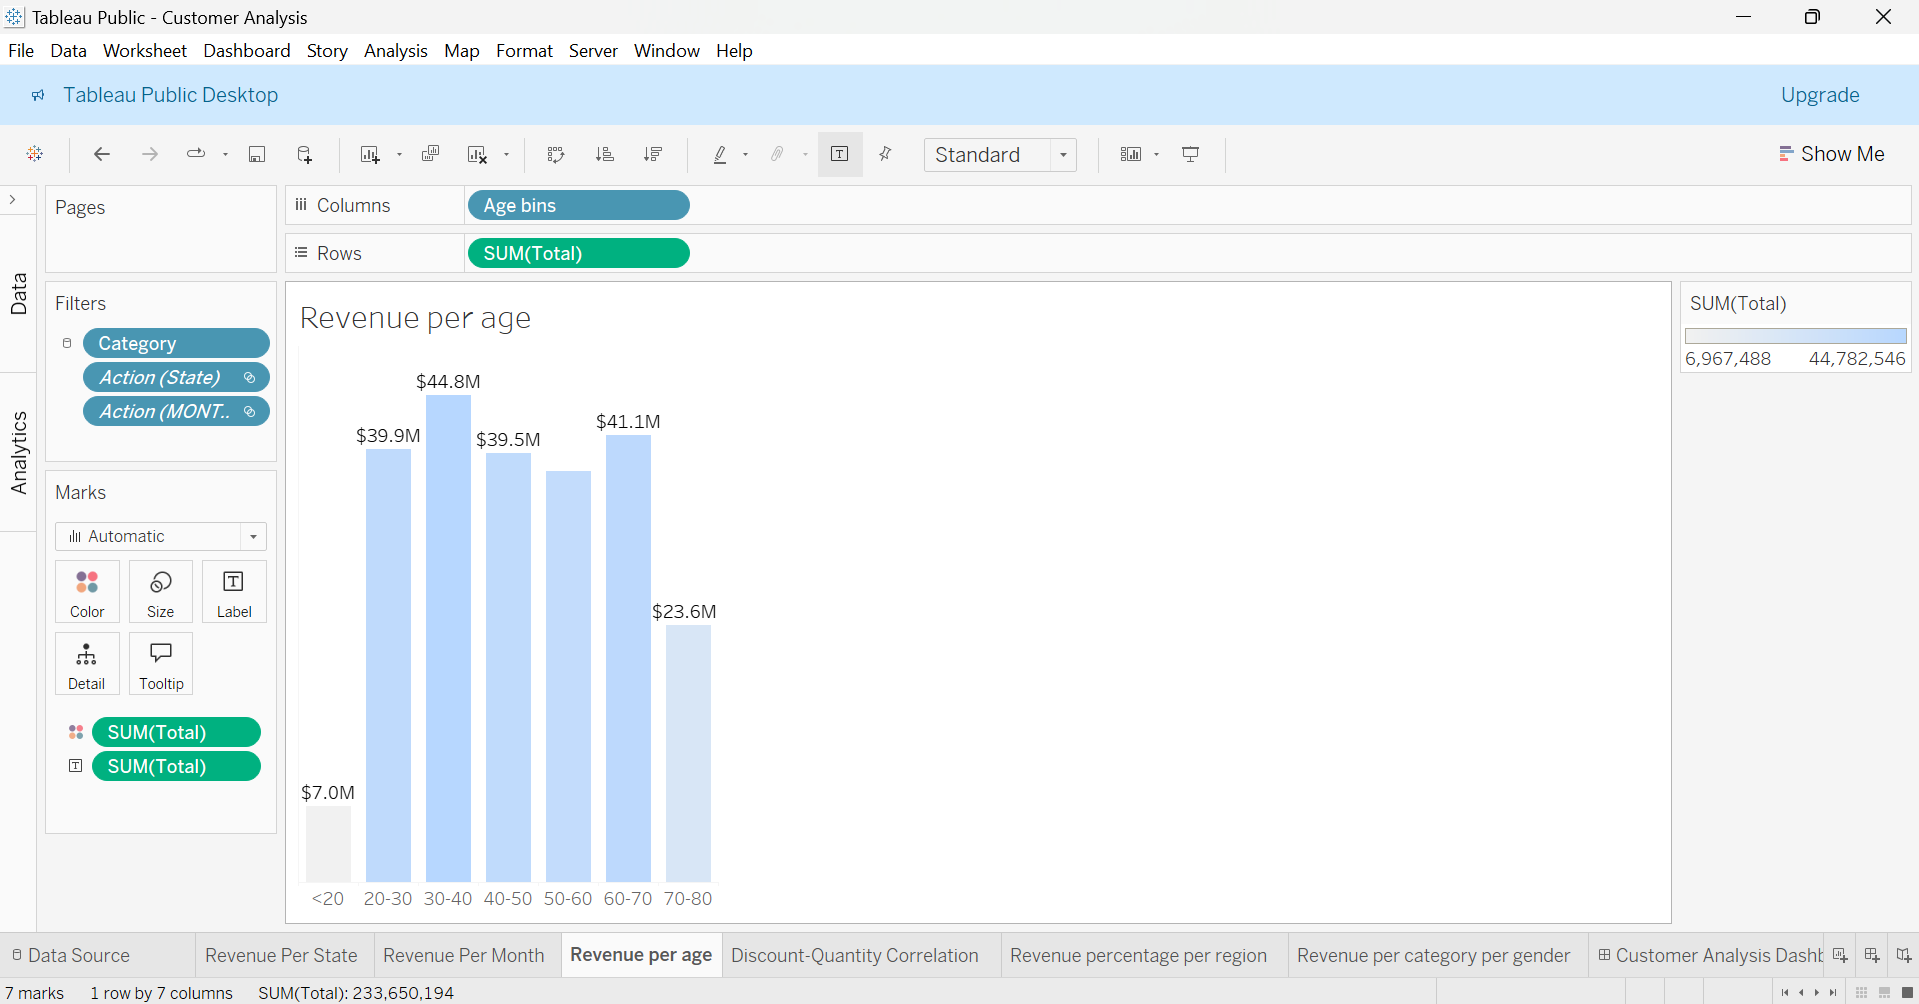 Tableau Public - Customer Analysis
File Data Worksheet Dashboard Story Analysis Map Format Server Window Help
Tableau Public Desktop
Upgrade
Standard
Show Me
Data
Analytics
Pages
Columns
Age bins
Rows
SUM(Total)
Filters
Category
Action (State)
Action (MONT..
Marks
Automatic
Color
Size
Label
Detail
Tooltip
SUM(Total)
SUM(Total)
Revenue per age
$44.8M
$41.1M
$39.9M
$39.5M
$23.6M
$7.0M
<20 20-30 30-40 40-50 50-60 60-70 70-80
SUM(Total)
6,967,488 44,782,546
Data Source
Revenue Per State
Revenue Per Month
Revenue per age
Discount-Quantity Correlation
Revenue percentage per region
Revenue per category per gender
Customer Analysis Dashb
7 marks 1 row by 7 columns SUM(Total): 233,650,194